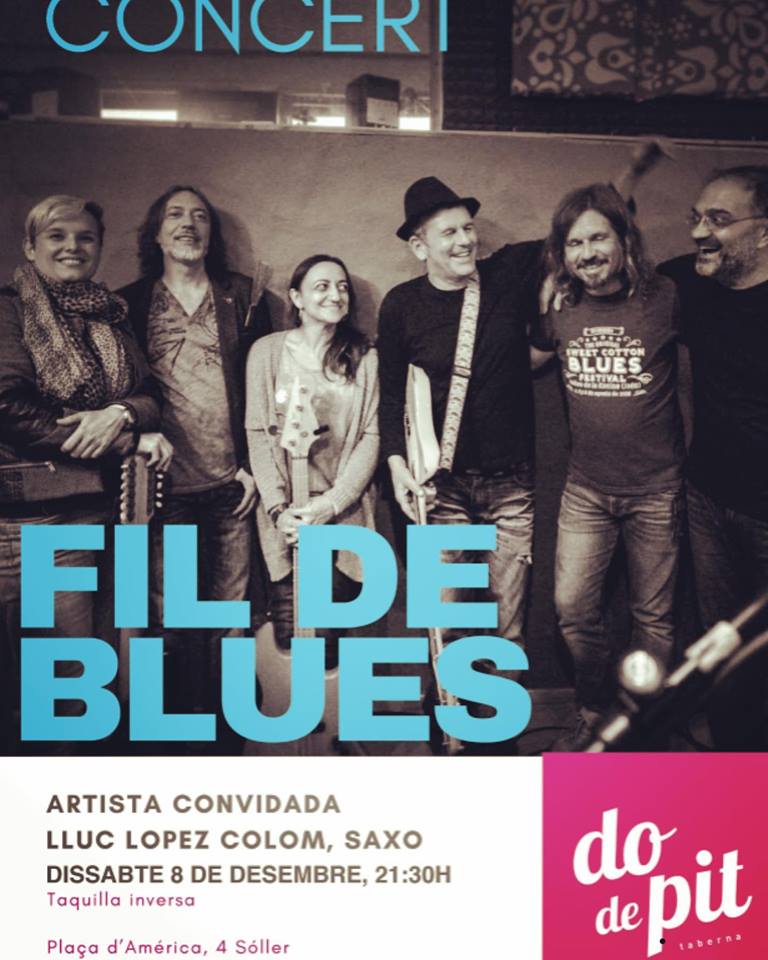 CONCERT
SWEET COTTON
BLUES
FESTIVAL
FIL DE
BLUES
ARTISTA CONVIDADA
LLUC LOPEZ COLOM, SAXO
DISSABTE 8 DE DESEMBRE, 21:30H
Taquilla inversa
Plaça d'América, 4 Sóller
do
de pit
taberna